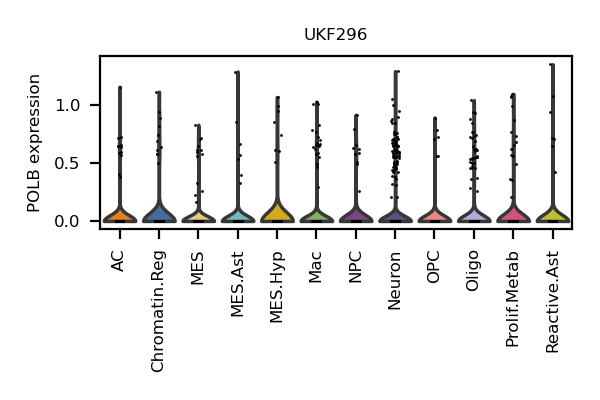 UKF296
POLB expression
1.0
0.5
0.0
AC
Chromatin.Reg
MES
MES.Ast
MES.Hyp
Mac
NPC
Neuron
OPC
Oligo
Prolif.Metab
Reactive.Ast